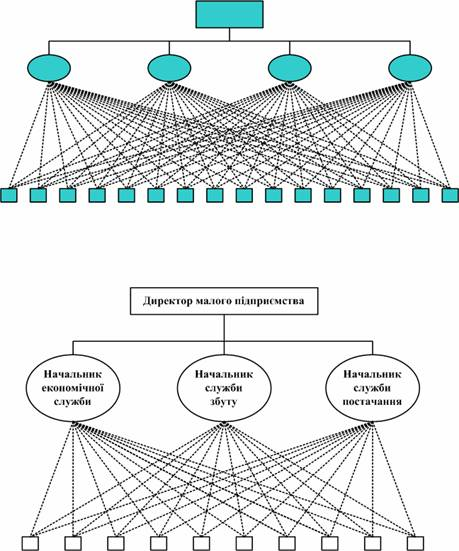 Директор малого підприємства
Начальник
економічної
служби
Начальник
служби
збуту
Начальник
служби
постачання